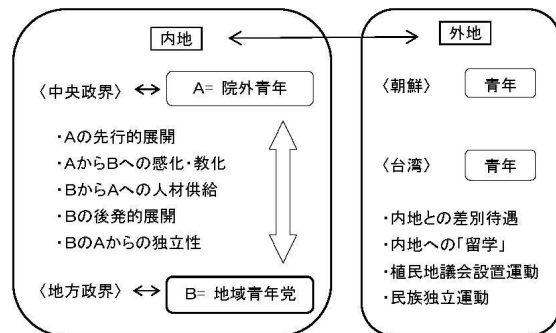 内地
〈中央政界〉 ⇔ A= 院外青年
・Aの先行的展開
・AからBへの感化・教化
・BからAへの人材供給
・Bの後発的展開
・BのAからの独立性
〈地方政界〉 ⇔ B= 地域青年党
外地
〈朝鮮〉 青年
〈台湾〉 青年
・内地との差別待遇
・内地への「留学」
・植民地議会設置運動
・民族独立運動